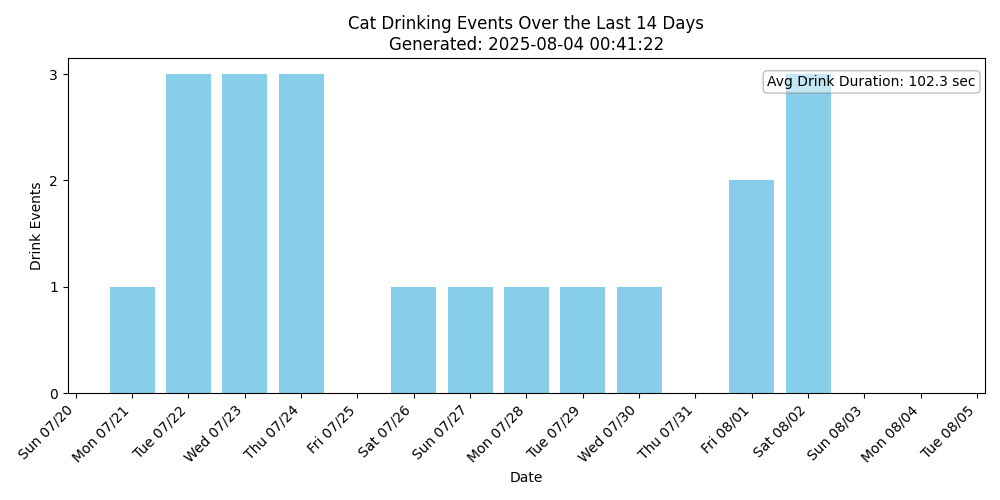 Cat Drinking Events Over the Last 14 Days
Generated: 2025-08-04 00:41:22
Avg Drink Duration: 102.3 sec
Drink Events
3
2
1
0
Sun 07/20
Mon 07/21
Tue 07/22
Wed 07/23
Thu 07/24
Fri 07/25
Sat 07/26
Sun 07/27
Mon 07/28
Tue 07/29
Wed 07/30
Thu 07/31
Fri 08/01
Sat 08/02
Sun 08/03
Mon 08/04
Tue 08/05
Date